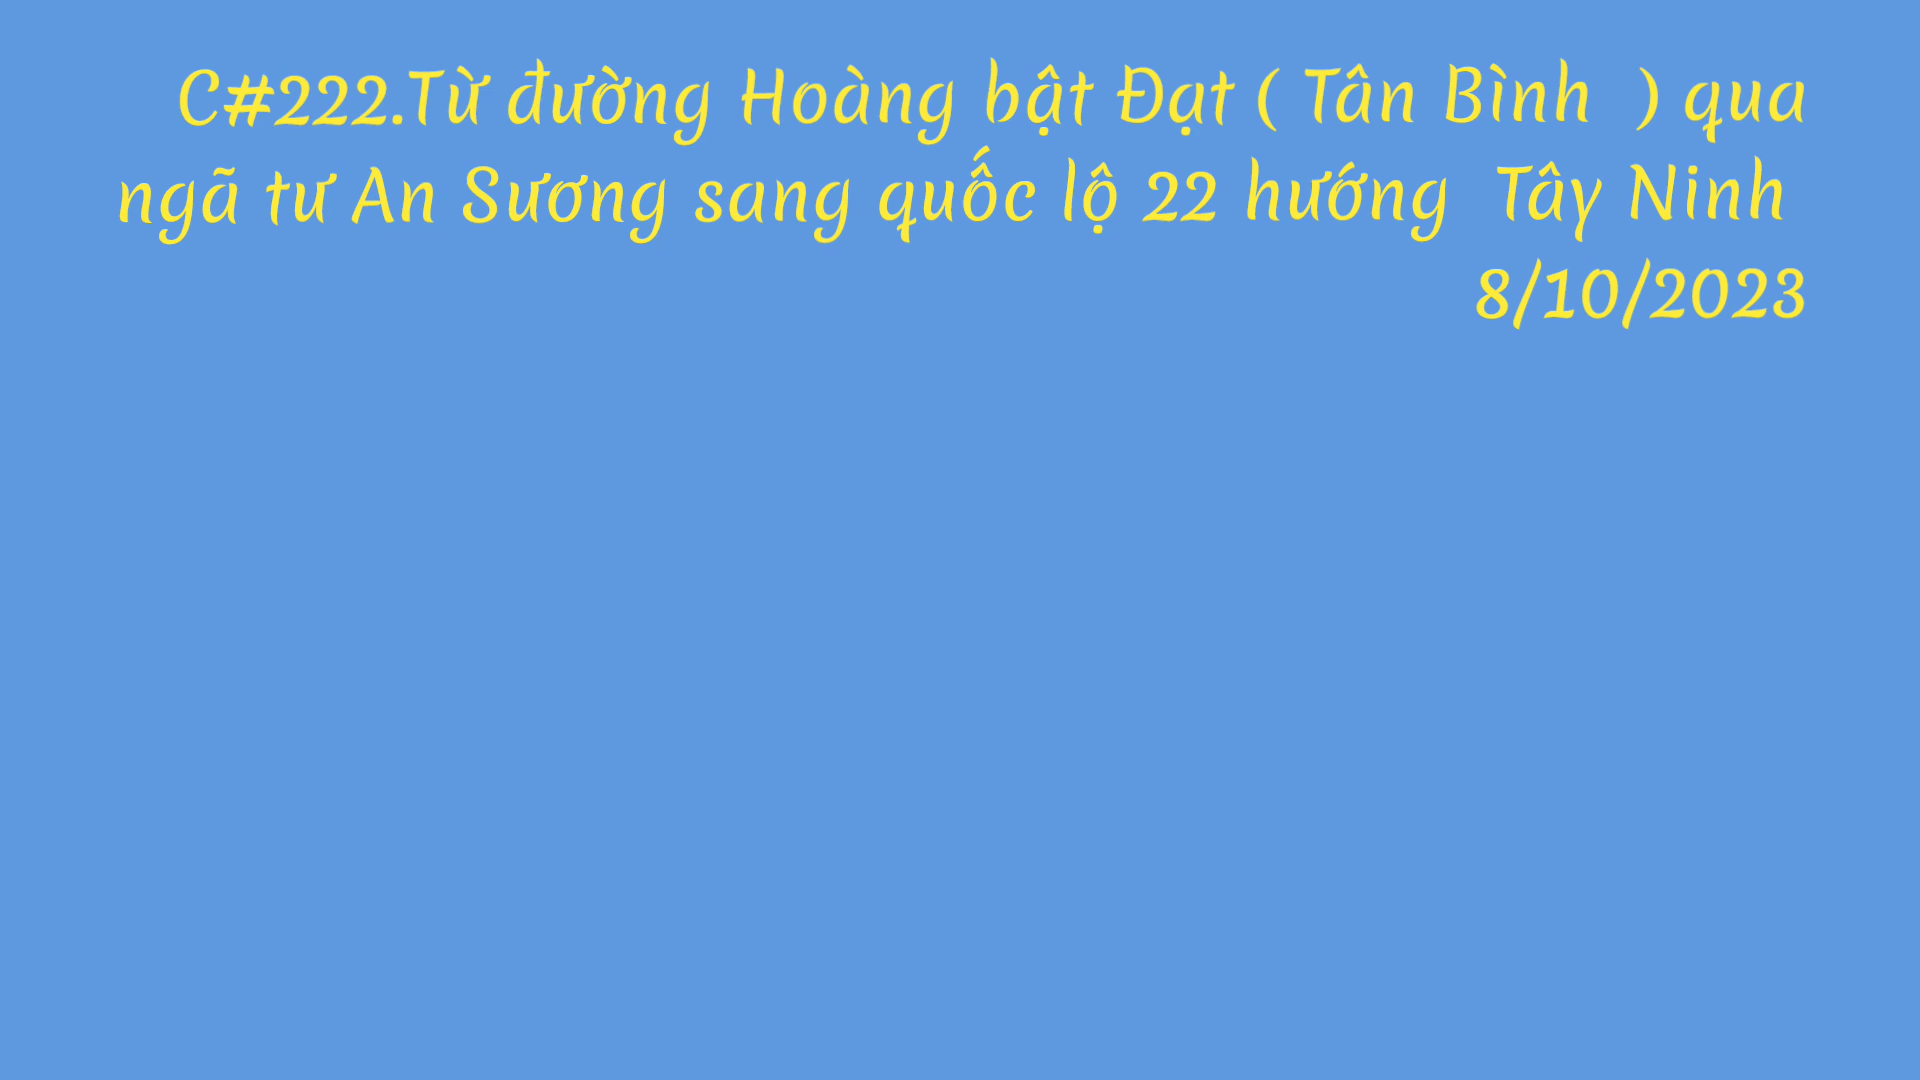 C#222.Từ đường Hoàng bật Đạt ( Tân Bình  ) qua
ngã tư An Sương sang quốc lộ 22 hướng  Tây Ninh
8/10/2023